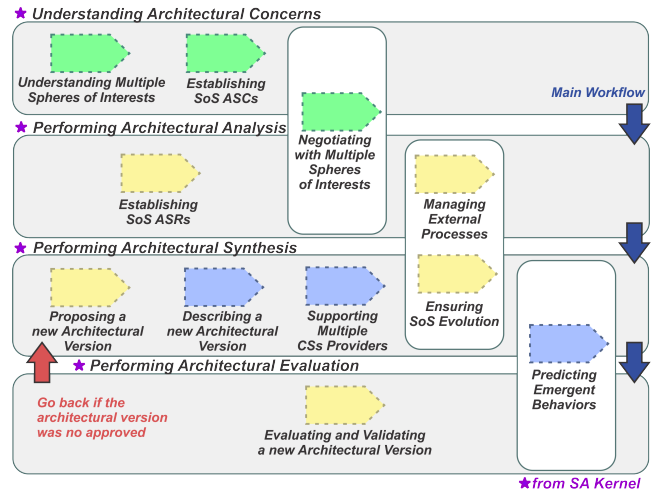 Understanding Architectural Concerns
Understanding Multiple
Spheres of Interests
Establishing
SoS ASCs
Main Workflow
Performing Architectural Analysis
Negotiating
with Multiple
Spheres
of Interests
Establishing
SoS ASRs
Managing
External
Processes
Performing Architectural Synthesis
Proposing a
new Architectural
Version
Describing a
new Architectural
Version
Supporting
Multiple
CSs Providers
Ensuring
SoS Evolution
Performing Architectural Evaluation
Predicting
Emergent
Behaviors
Go back if the
architectural version
was no approved
Evaluating and Validating
a new Architectural Version
from SA Kernel